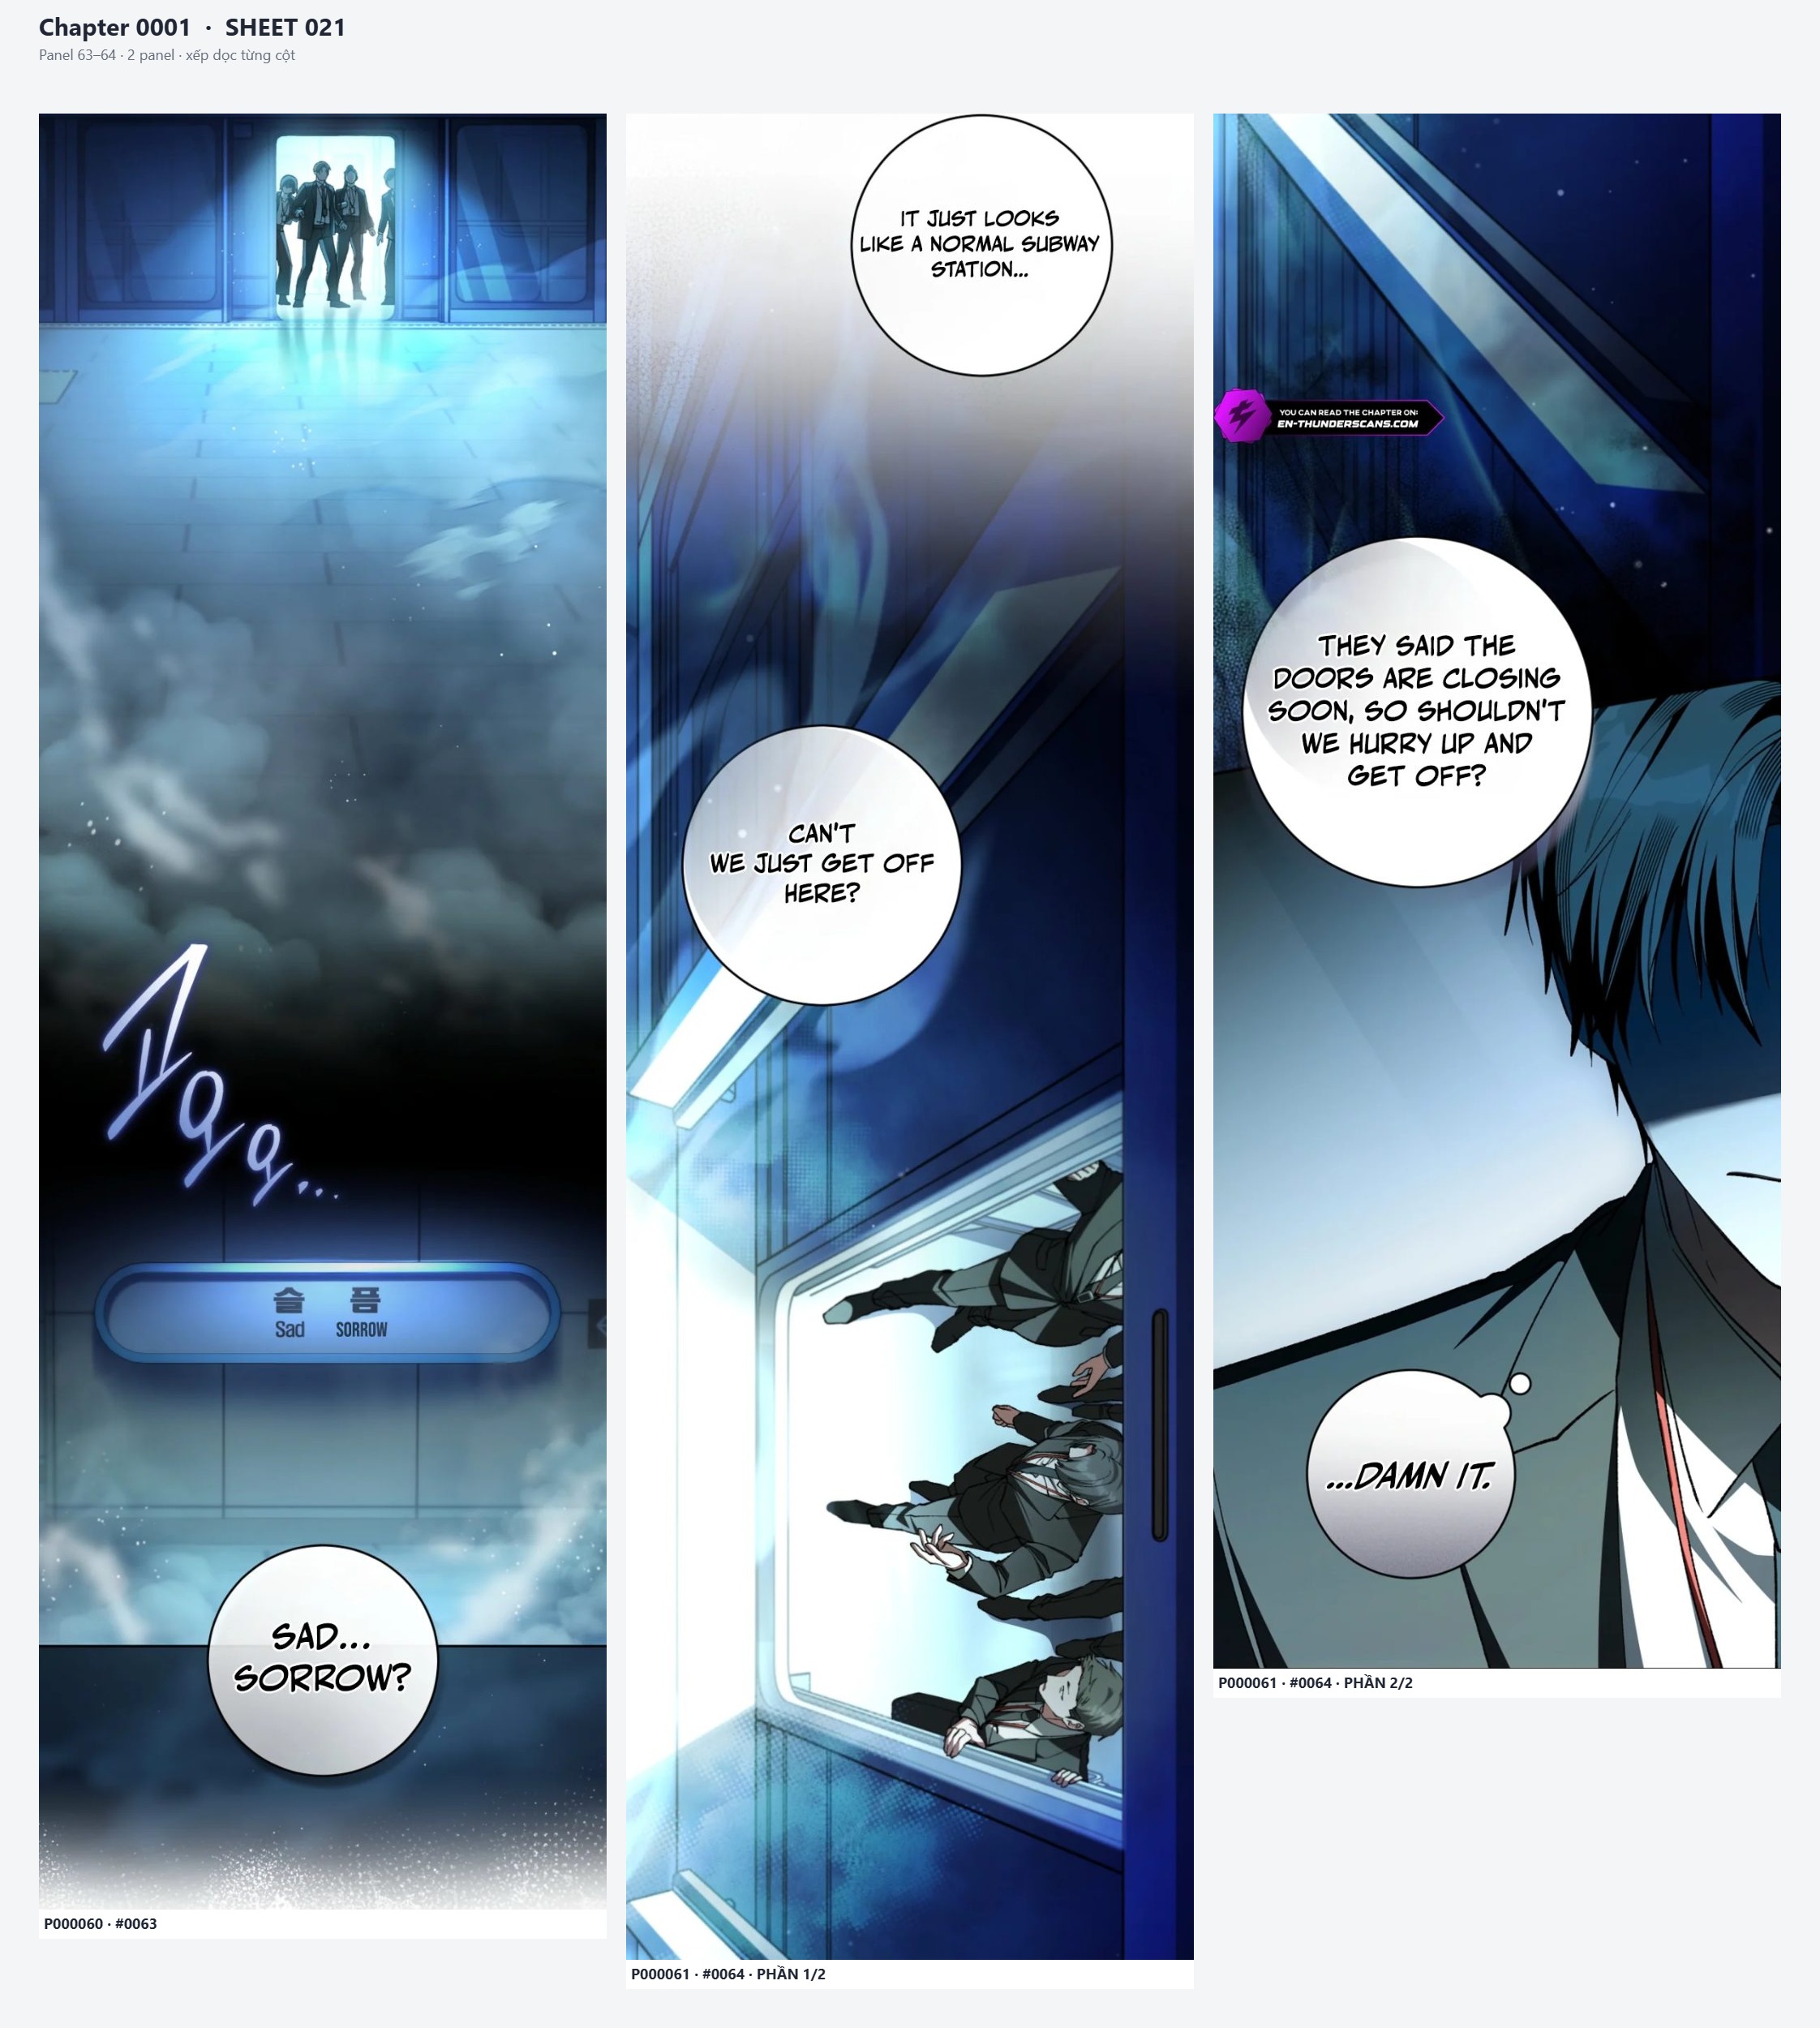 Chapter 0001 · SHEET 021
Panel 63–64 · 2 panel · xếp dọc từng cột
슬 픔
Sad SORROW
SAD...
SORROW?
P000060 · #0063
IT JUST LOOKS
LIKE A NORMAL SUBWAY
STATION...
CAN'T
WE JUST GET OFF
HERE?
P000061 · #0064 · PHẦN 1/2
YOU CAN READ THE CHAPTER ON:
EN-THUNDERSCANS.COM
THEY SAID THE
DOORS ARE CLOSING
SOON, SO SHOULDN'T
WE HURRY UP AND
GET OFF?
...DAMN IT.
P000061 · #0064 · PHẦN 2/2